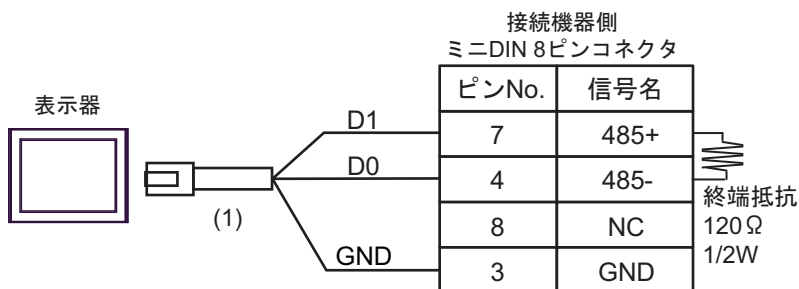 接続機器側
ミニDIN 8ピンコネクタ
表示器
ピンNo. 信号名
D1 7 485+
D0 4 485-
(1) 8 NC
GND 3 GND
終端抵抗
120Ω
1/2W